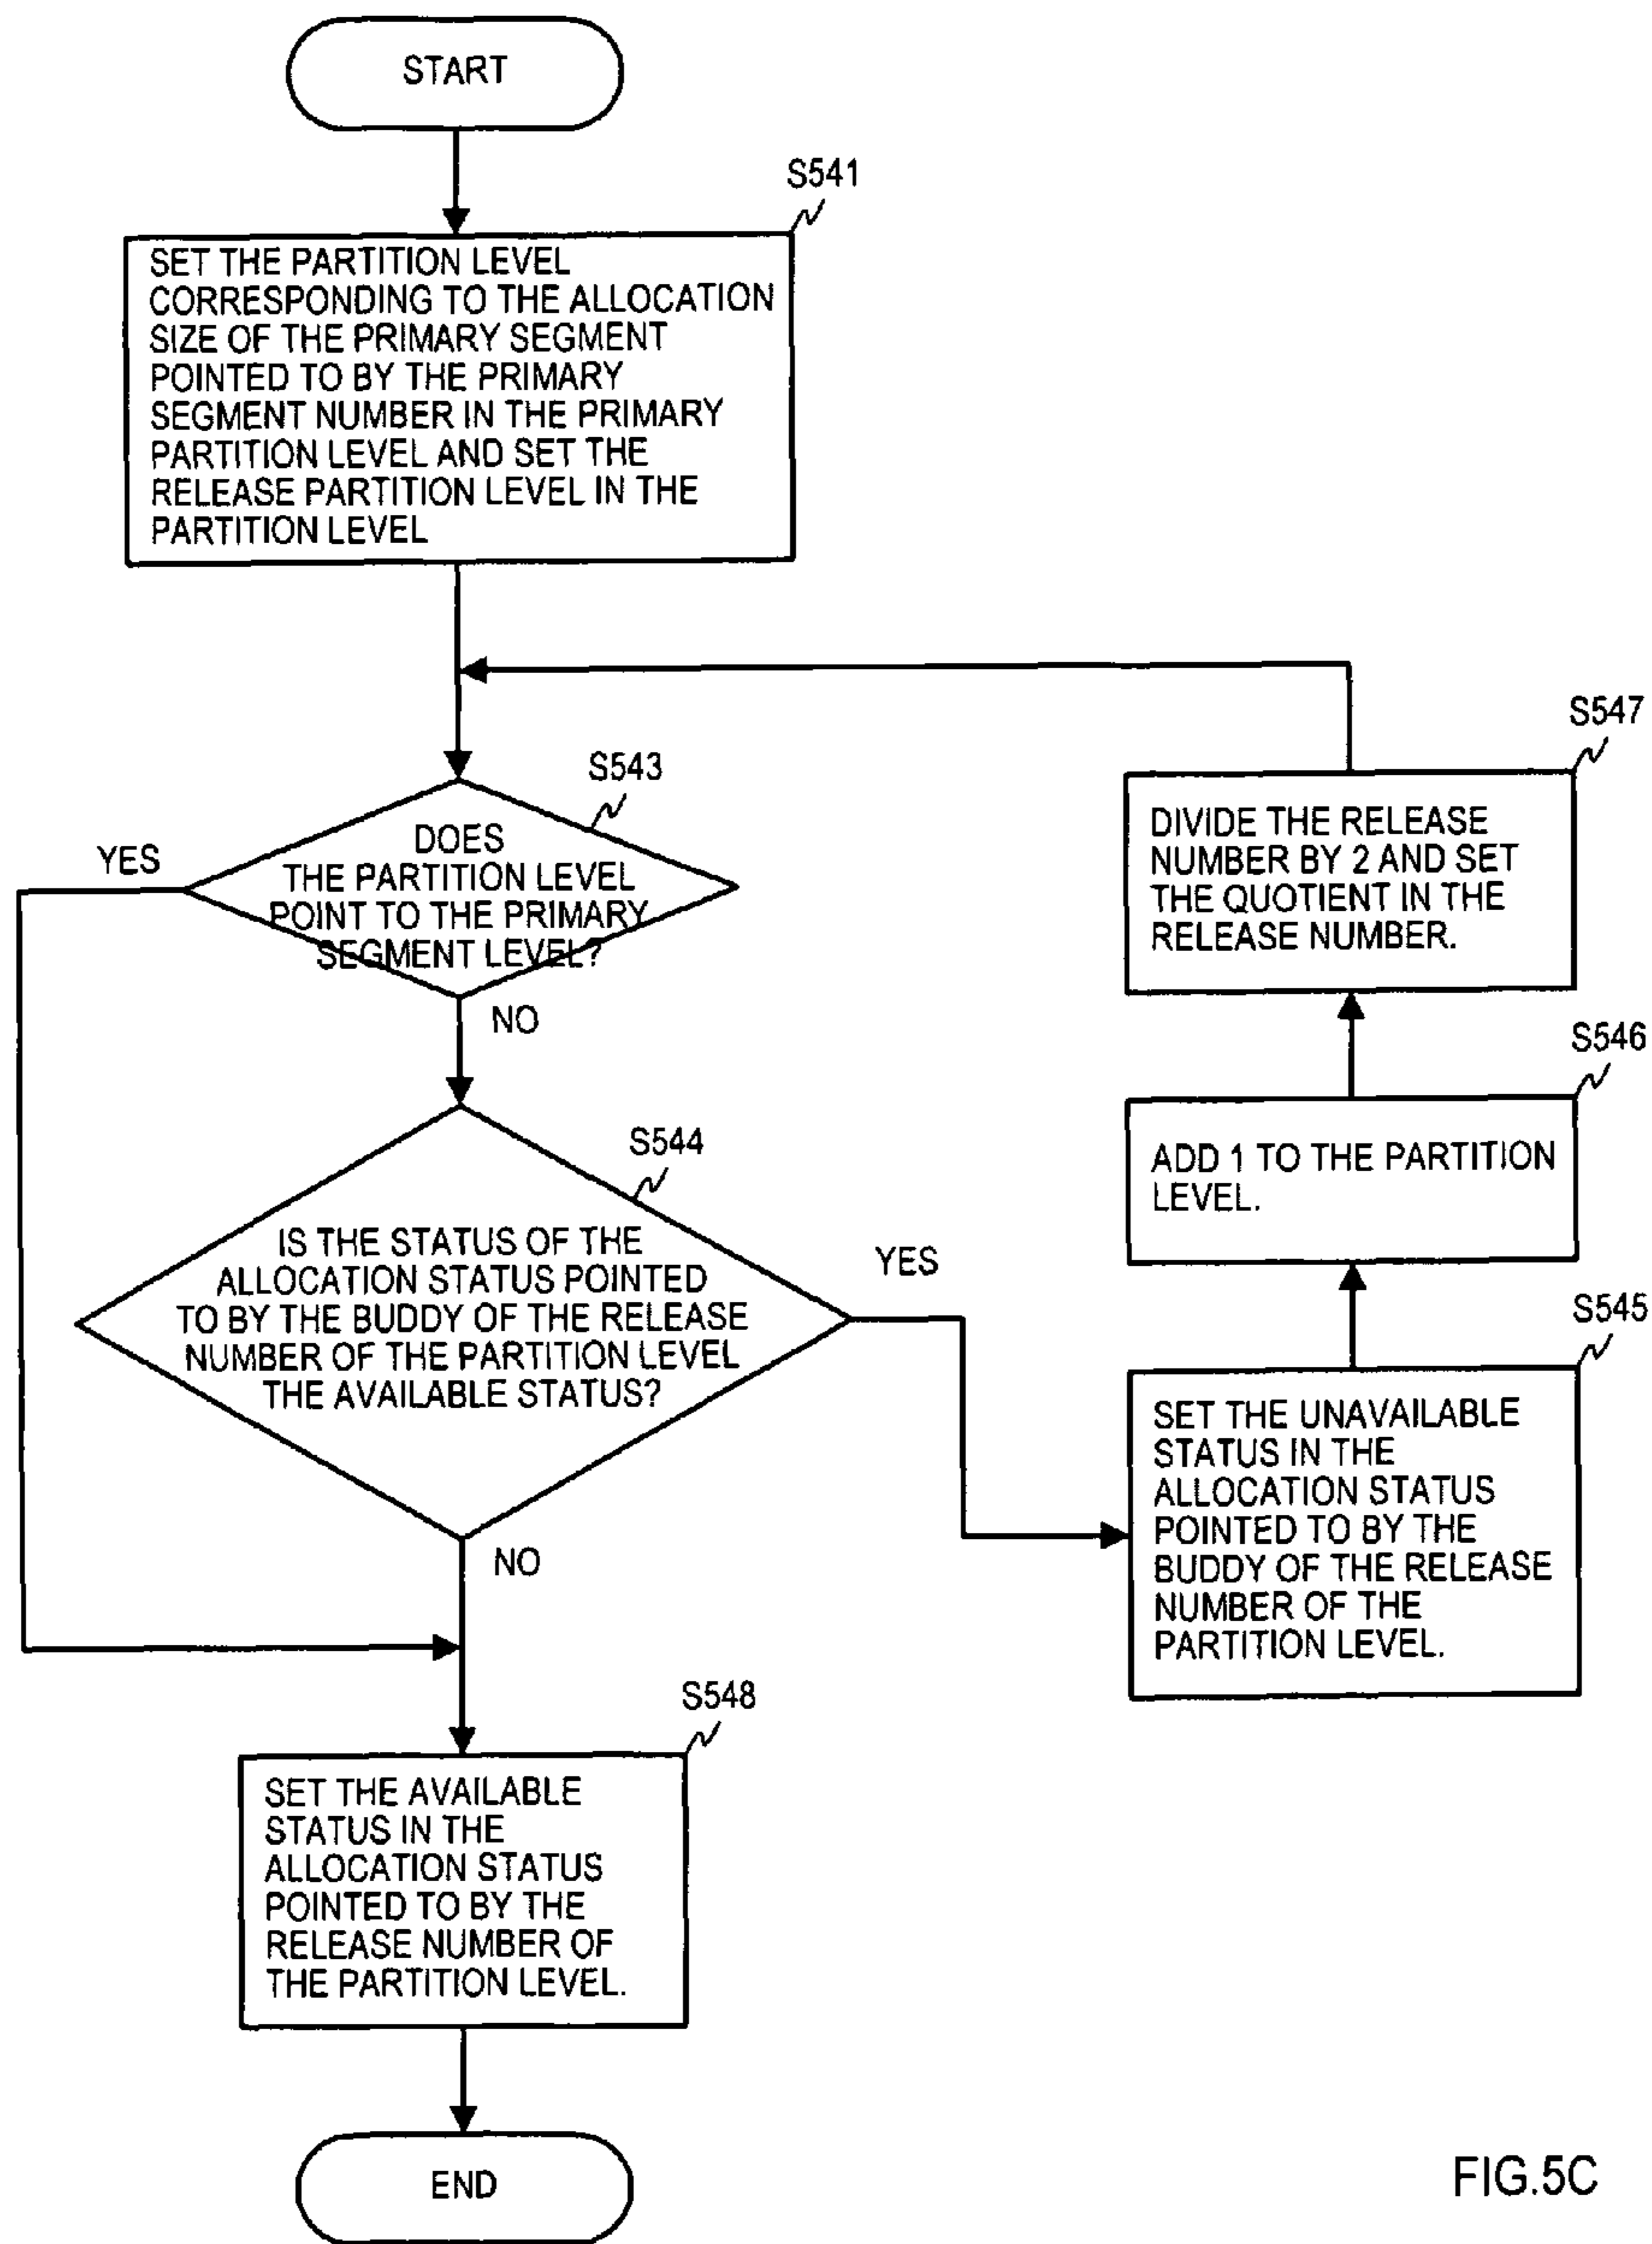 START
S541
SET THE PARTITION LEVEL
CORRESPONDING TO THE ALLOCATION
SIZE OF THE PRIMARY SEGMENT
POINTED TO BY THE PRIMARY
SEGMENT NUMBER IN THE PRIMARY
PARTITION LEVEL AND SET THE
RELEASE PARTITION LEVEL IN THE
PARTITION LEVEL
S543
DOES
THE PARTITION LEVEL
POINT TO THE PRIMARY
SEGMENT LEVEL?
YES
NO
S544
IS THE STATUS OF THE
ALLOCATION STATUS POINTED
TO BY THE BUDDY OF THE RELEASE
NUMBER OF THE PARTITION LEVEL
THE AVAILABLE STATUS?
YES
NO
S545
SET THE UNAVAILABLE
STATUS IN THE
ALLOCATION STATUS
POINTED TO BY THE
BUDDY OF THE RELEASE
NUMBER OF THE
PARTITION LEVEL.
S546
ADD 1 TO THE PARTITION
LEVEL.
S547
DIVIDE THE RELEASE
NUMBER BY 2 AND SET
THE QUOTIENT IN THE
RELEASE NUMBER.
S548
SET THE AVAILABLE
STATUS IN THE
ALLOCATION STATUS
POINTED TO BY THE
RELEASE NUMBER OF
THE PARTITION LEVEL.
END
FIG.5C